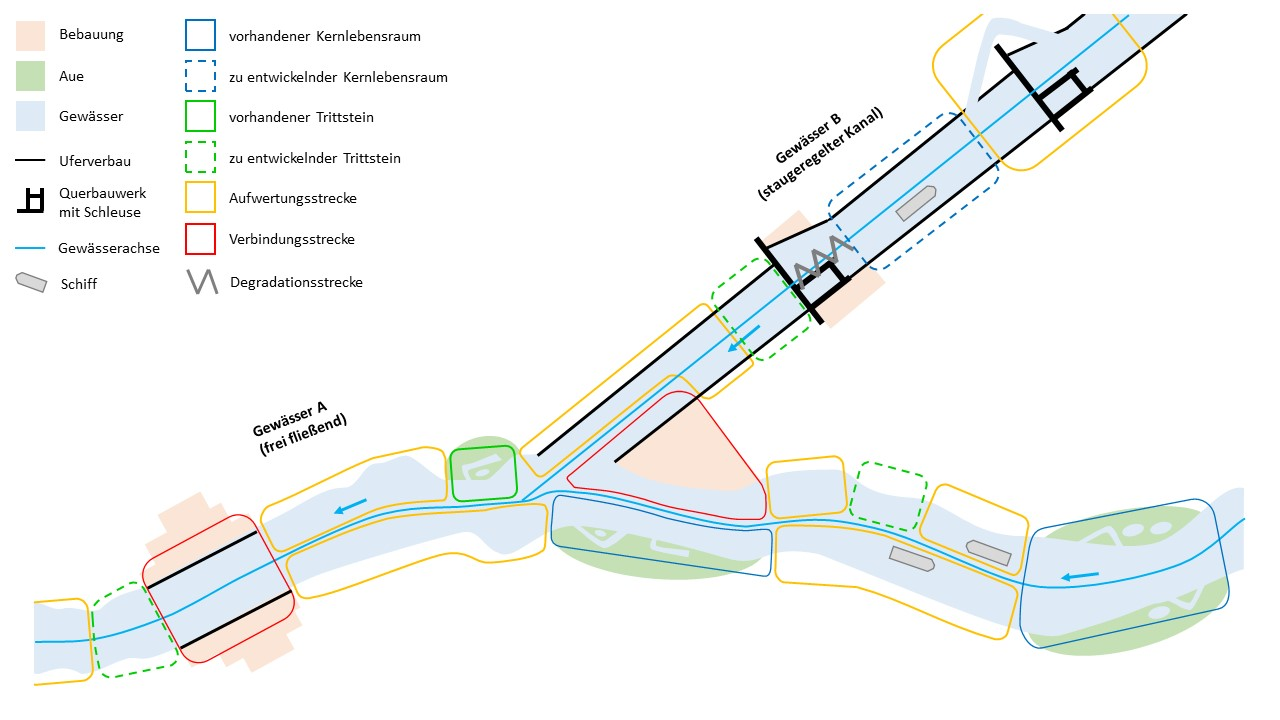 Bebauung
Aue
Gewässer
Uferverbau
Querbauwerk
mit Schleuse
Gewässerachse
Schiff
vorhandener Kernlebensraum
zu entwickelnder Kernlebensraum
vorhandener Trittstein
zu entwickelnder Trittstein
Aufwertungsstrecke
Verbindungsstrecke
Degradationsstrecke
Gewässer B
(staugeregelter Kanal)
Gewässer A
(frei fließend)